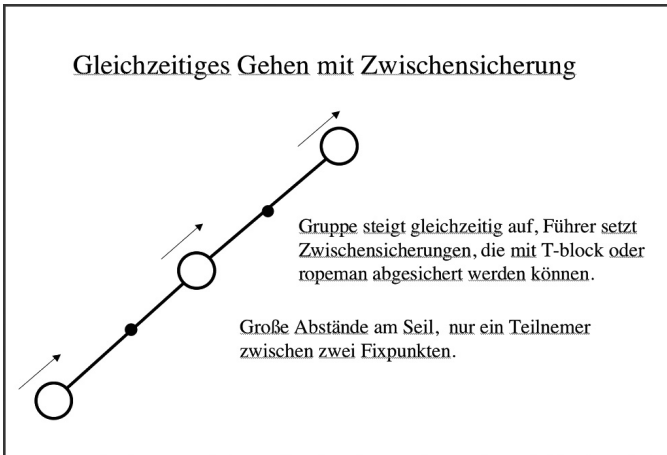 Gleichzeitiges Gehen mit Zwischensicherung
Gruppe steigt gleichzeitig auf, Führer setzt
Zwischensicherungen, die mit T-block oder
ropeman abgesichert werden können.
Große Abstände am Seil, nur ein Teilnemer
zwischen zwei Fixpunkten.